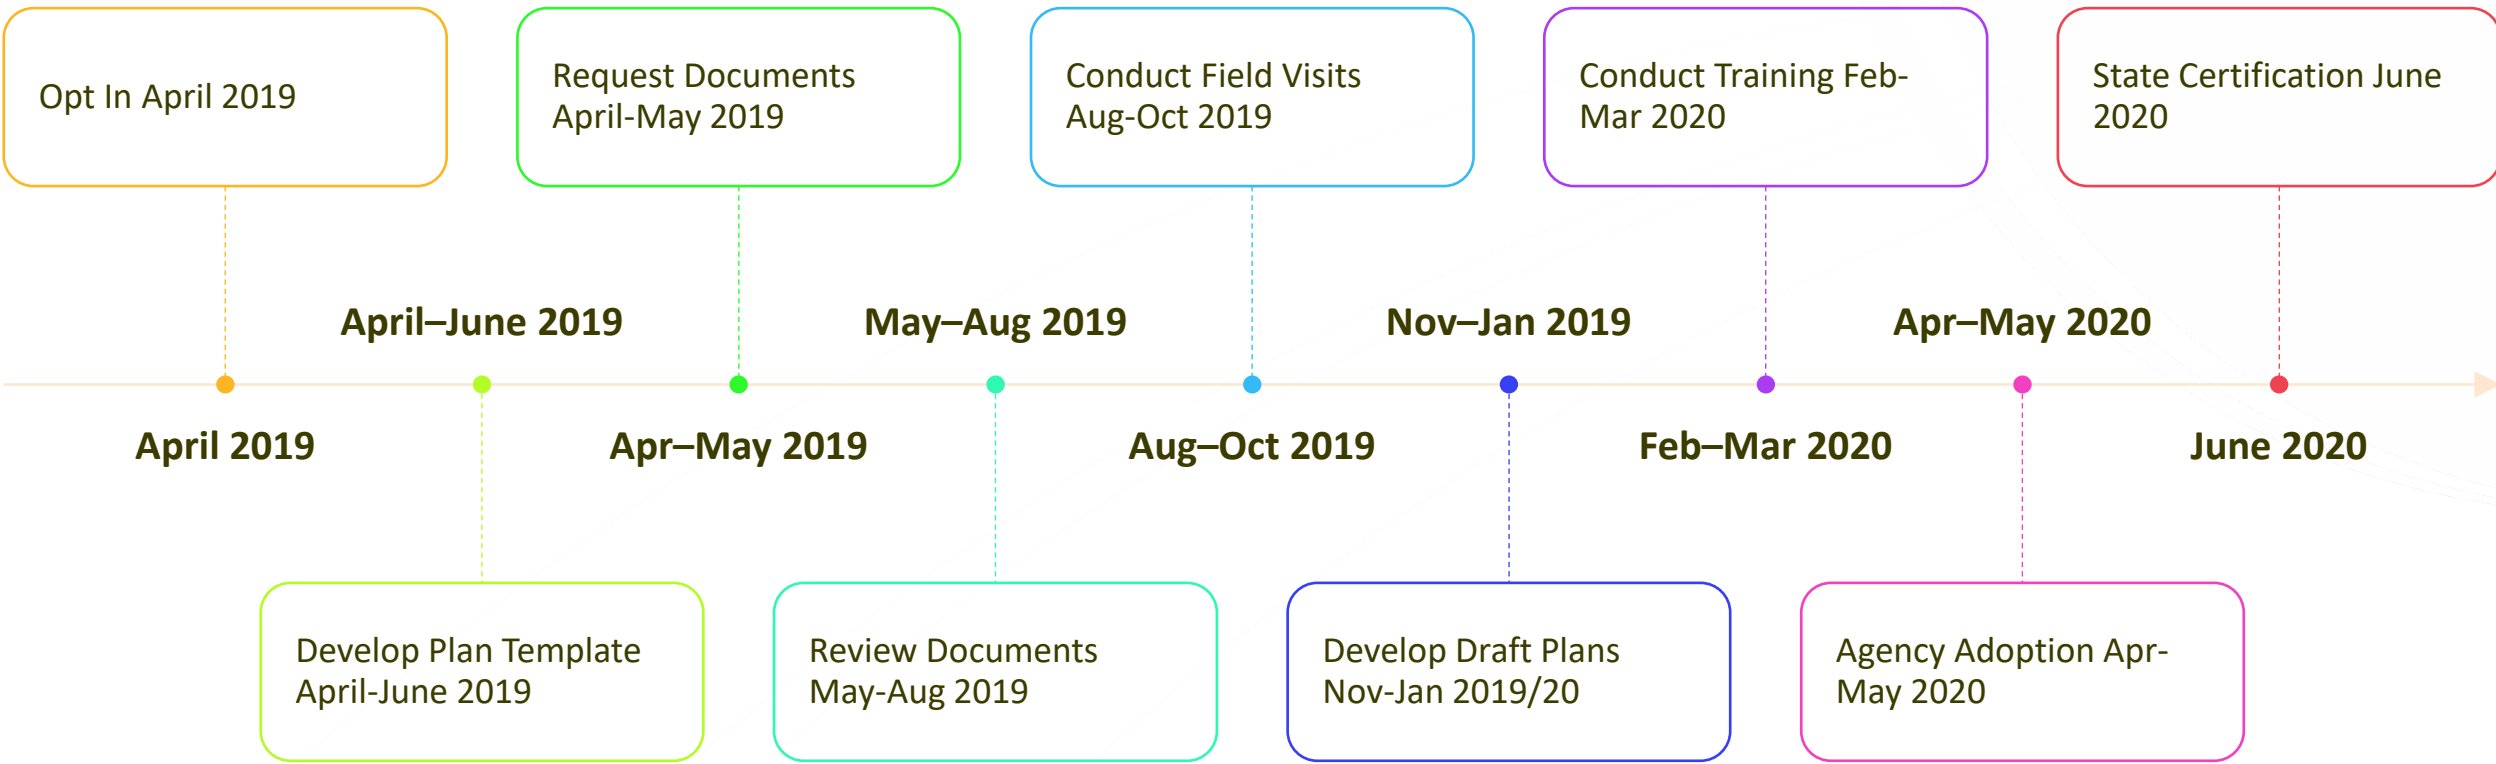 Opt In April 2019
Request Documents
April-May 2019
Conduct Field Visits
Aug-Oct 2019
Conduct Training Feb-
Mar 2020
State Certification June
2020
April–June 2019
May–Aug 2019
Nov–Jan 2019
Apr–May 2020
April 2019
Apr–May 2019
Aug–Oct 2019
Feb–Mar 2020
June 2020
Develop Plan Template
April-June 2019
Review Documents
May-Aug 2019
Develop Draft Plans
Nov-Jan 2019/20
Agency Adoption Apr-
May 2020